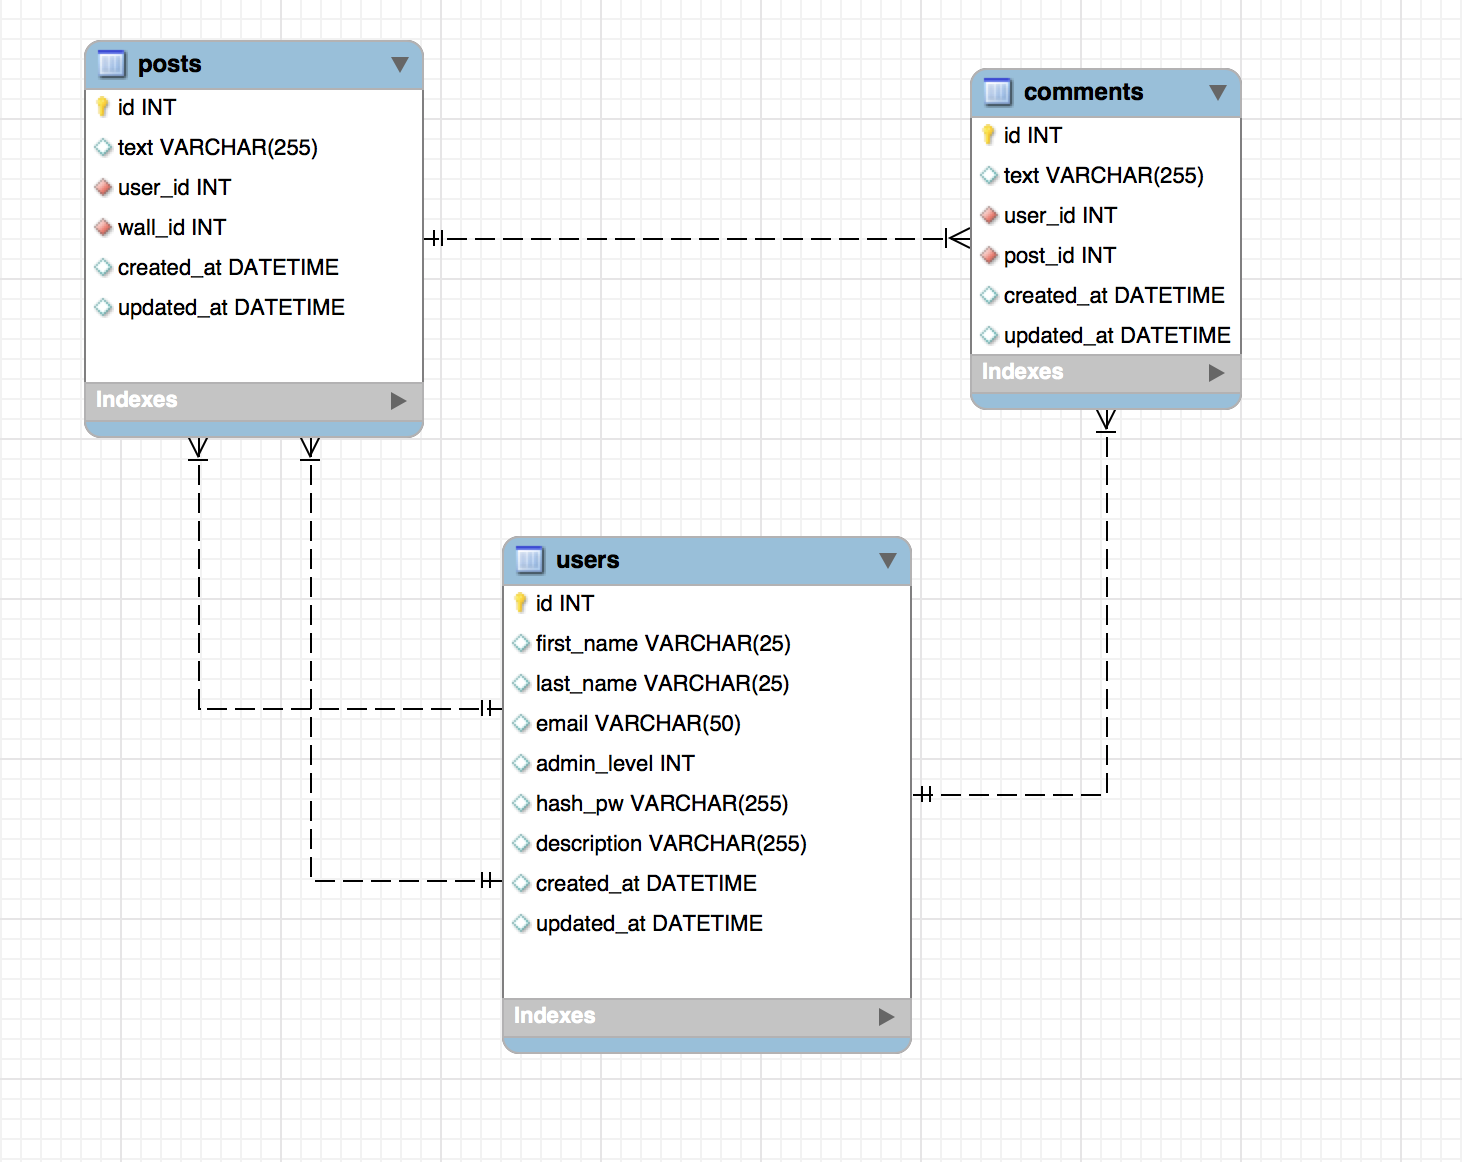 posts
id INT
text VARCHAR(255)
user_id INT
wall_id INT
created_at DATETIME
updated_at DATETIME
Indexes
comments
id INT
text VARCHAR(255)
user_id INT
post_id INT
created_at DATETIME
updated_at DATETIME
Indexes
users
id INT
first_name VARCHAR(25)
last_name VARCHAR(25)
email VARCHAR(50)
admin_level INT
hash_pw VARCHAR(255)
description VARCHAR(255)
created_at DATETIME
updated_at DATETIME
Indexes